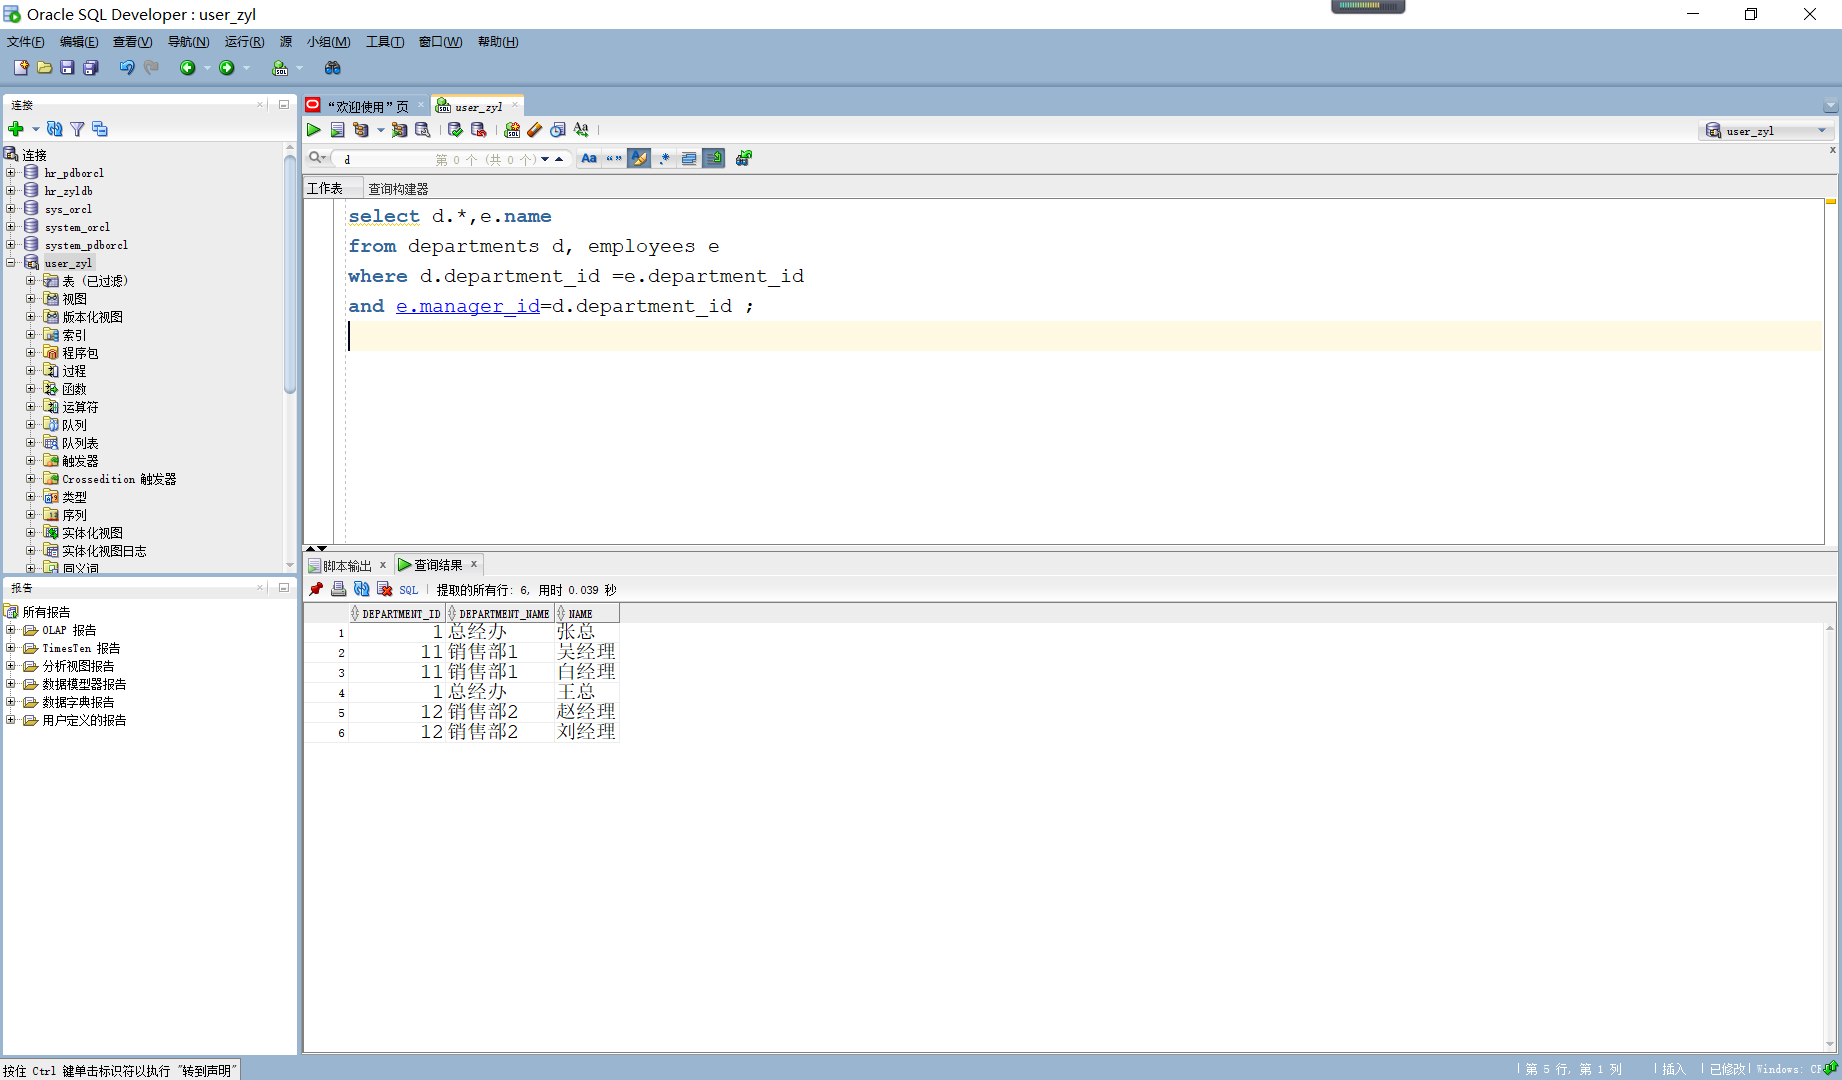 Oracle SQL Developer : user_zyl
文件(F) 编辑(E) 查看(V) 导航(N) 运行(R) 源 小组(M) 工具(T) 窗口(W) 帮助(H)
连接
连接
hr_pdborcl
hr_zyldb
sys_orcl
system_orcl
system_pdborcl
user_zyl
表 (已过滤)
视图
版本化视图
索引
程序包
过程
函数
运算符
队列
队列表
触发器
Crossedition 触发器
类型
序列
实体化视图
实体化视图日志
同义词
报告
所有报告
OLAP 报告
TimesTen 报告
分析视图报告
数据模型器报告
数据字典报告
用户定义的报告
“欢迎使用”页 user_zyl
user_zyl
d 第 0 个 (共 0 个)
工作表 查询构建器
select d.*,e.name
from departments d, employees e
where d.department_id =e.department_id
and e.manager_id=d.department_id ;
脚本输出 查询结果
SQL 提取的所有行: 6, 用时 0.039 秒
DEPARTMENT_ID DEPARTMENT_NAME NAME
1 1 总经办 张总
2 11 销售部1 吴经理
3 11 销售部1 白经理
4 1 总经办 王总
5 12 销售部2 赵经理
6 12 销售部2 刘经理
按住 Ctrl 键单击标识符以执行 "转到声明"
第 5 行, 第 1 列 插入 已修改 Windows: CR